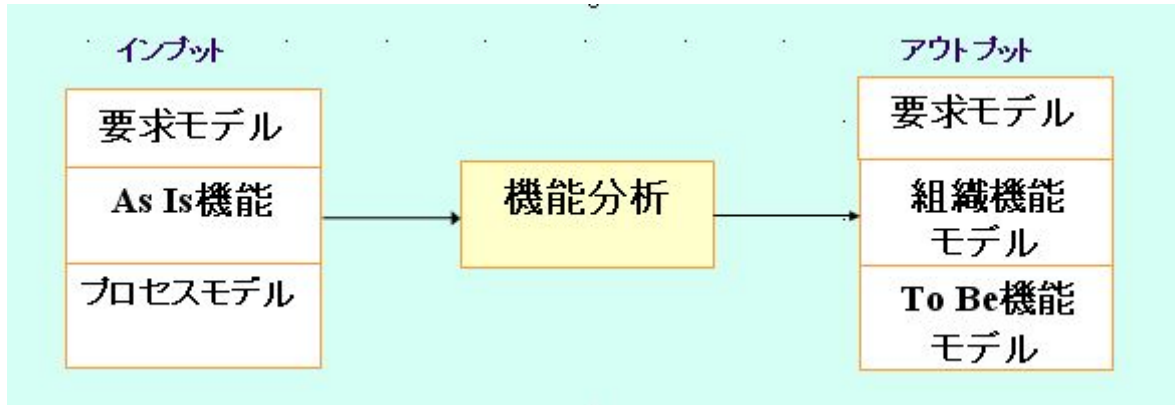 インプット
要求モデル
As Is機能
プロセスモデル
機能分析
アウトプット
要求モデル
組織機能
モデル
To Be機能
モデル